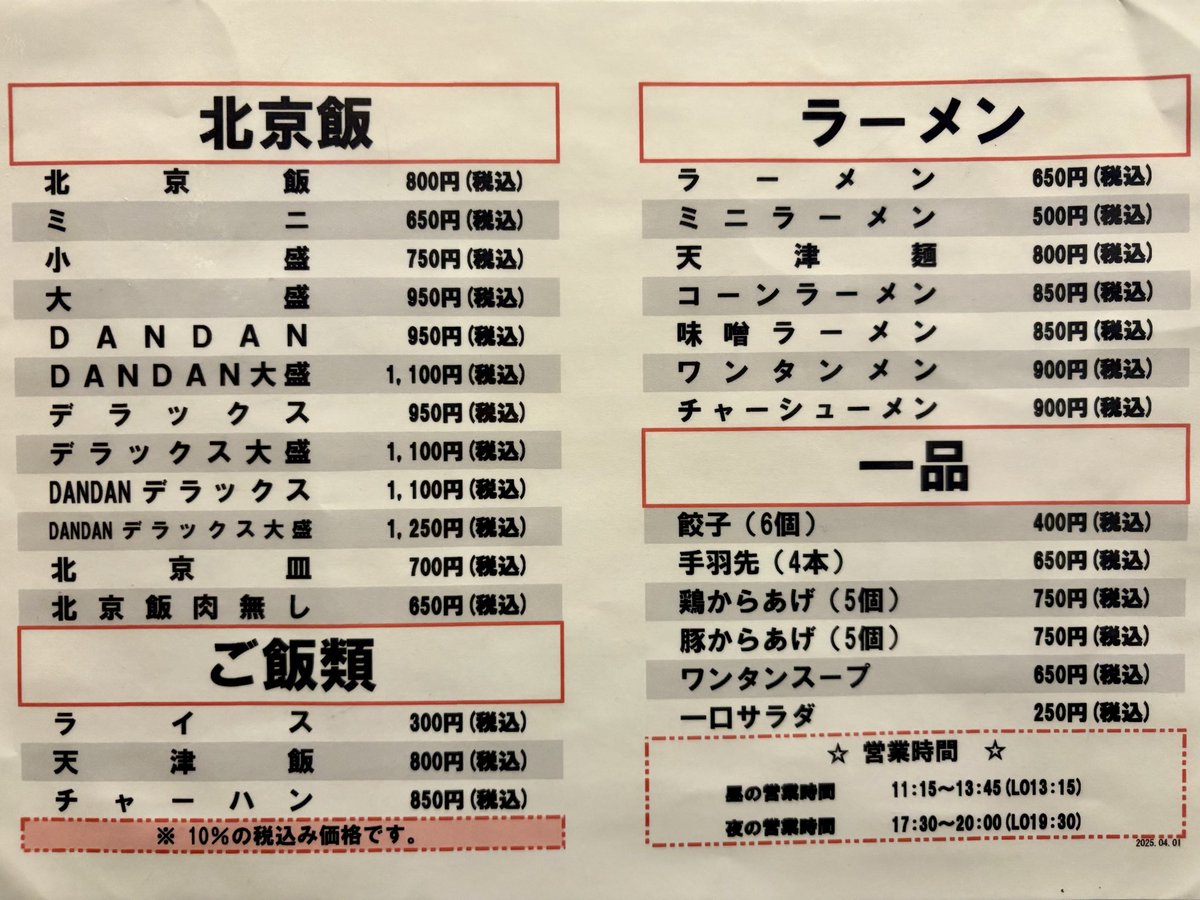 北京飯
北京飯 800円(税込)
ミニ 650円(税込)
小盛 750円(税込)
大盛 950円(税込)
DANDAN 950円(税込)
DANDAN大盛 1,100円(税込)
デラックス 950円(税込)
デラックス大盛 1,100円(税込)
DANDANデラックス 1,100円(税込)
DANDANデラックス大盛 1,250円(税込)
北京皿 700円(税込)
北京飯肉無し 650円(税込)
ご飯類
ライス 300円(税込)
天津飯 800円(税込)
チャーハン 850円(税込)
※ 10%の税込み価格です。
ラーメン
ラーメン 650円(税込)
ミニラーメン 500円(税込)
天津麺 800円(税込)
コーンラーメン 850円(税込)
味噌ラーメン 850円(税込)
ワンタンメン 900円(税込)
チャーシューメン 900円(税込)
一品
餃子（6個） 400円(税込)
手羽先（4本） 650円(税込)
鶏からあげ（5個） 750円(税込)
豚からあげ（5個） 750円(税込)
ワンタンスープ 650円(税込)
一口サラダ 250円(税込)
☆ 営業時間 ☆
昼の営業時間 11:15～13:45(LO13:15)
夜の営業時間 17:30～20:00(LO19:30)
2025.04.01